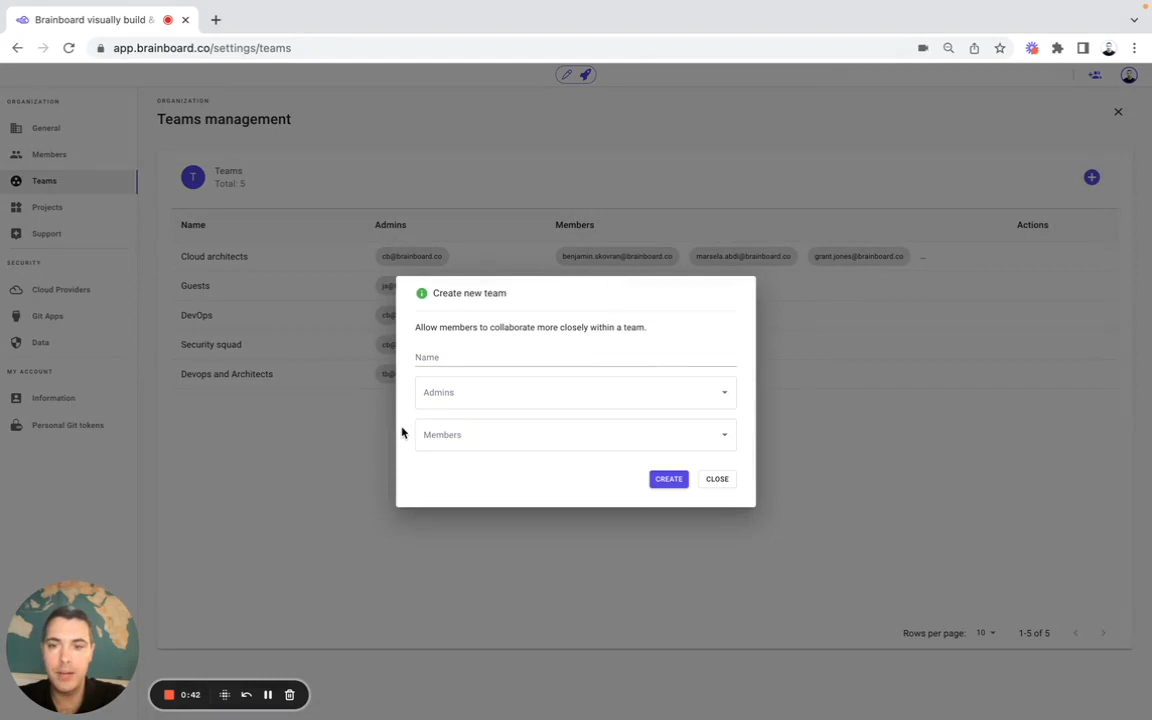 Brainboard visually build &
app.brainboard.co/settings/teams
ORGANIZATION
General
Members
Teams
Projects
Support
SECURITY
Cloud Providers
Git Apps
Data
MY ACCOUNT
Information
Personal Git tokens
ORGANIZATION
Teams management
T
Teams
Total: 5
Name Admins Members Actions
Cloud architects cb@brainboard.co benjamin.skovran@brainboard.co marsela.abdi@brainboard.co grant.jones@brainboard.co ...
Guests
DevOps
Security squad
Devops and Architects
Create new team
Allow members to collaborate more closely within a team.
Name
Admins
Members
CREATE CLOSE
Rows per page: 10 1-5 of 5
0:42